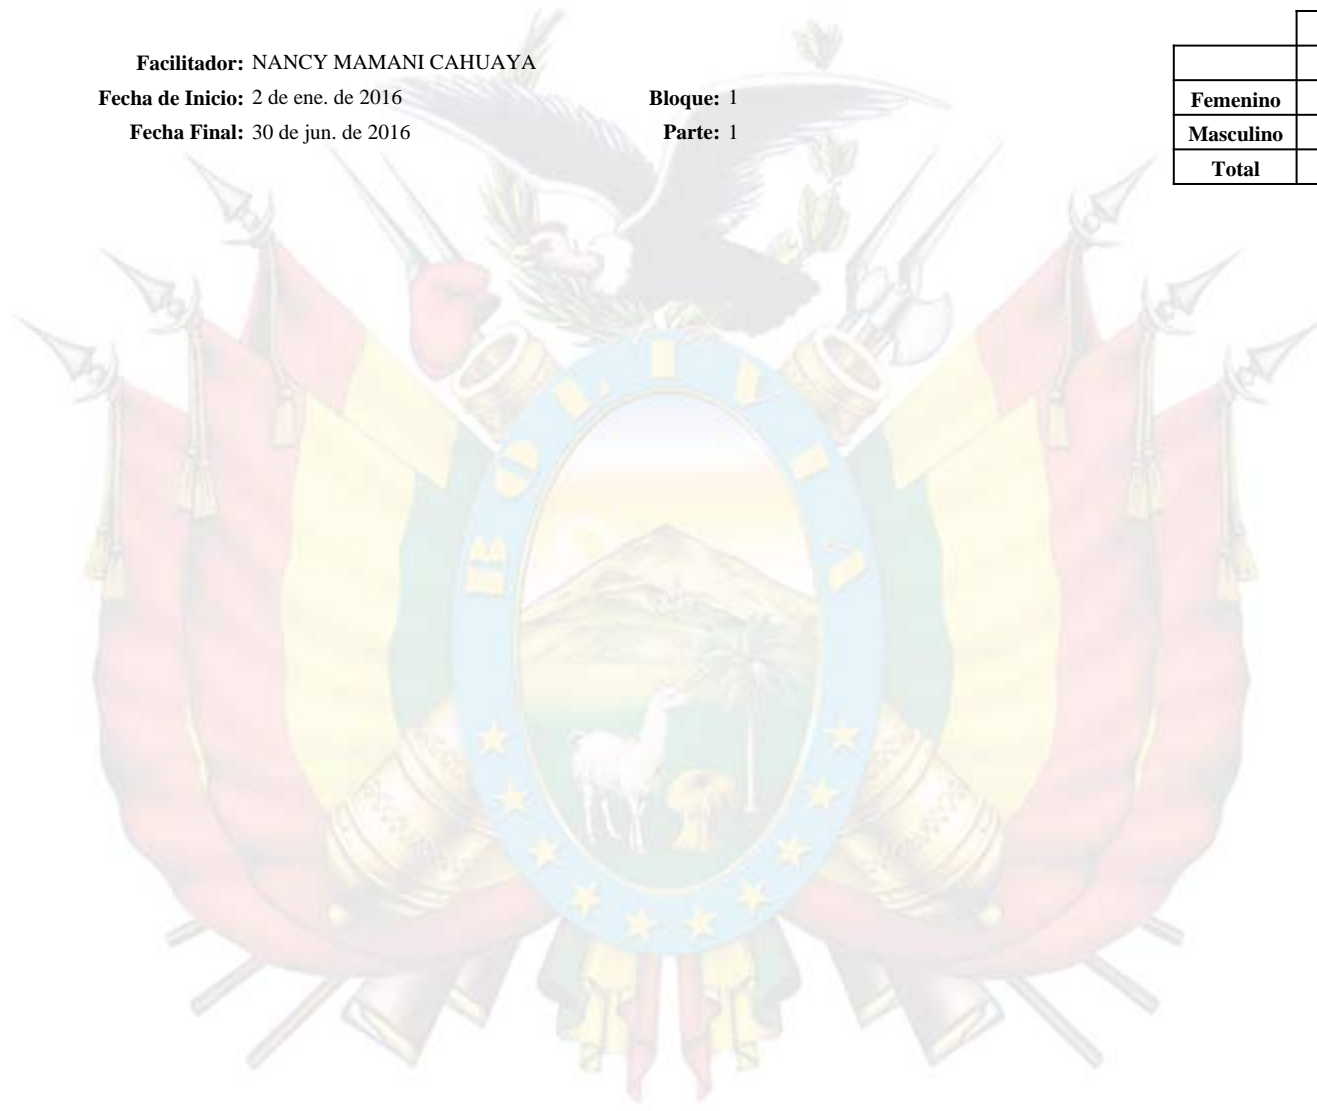 Facilitador: NANCY MAMANI CAHUAYA
Fecha de Inicio: 2 de ene. de 2016 Bloque: 1
Fecha Final: 30 de jun. de 2016 Parte: 1
Femenino
Masculino
Total
BOLIVIA